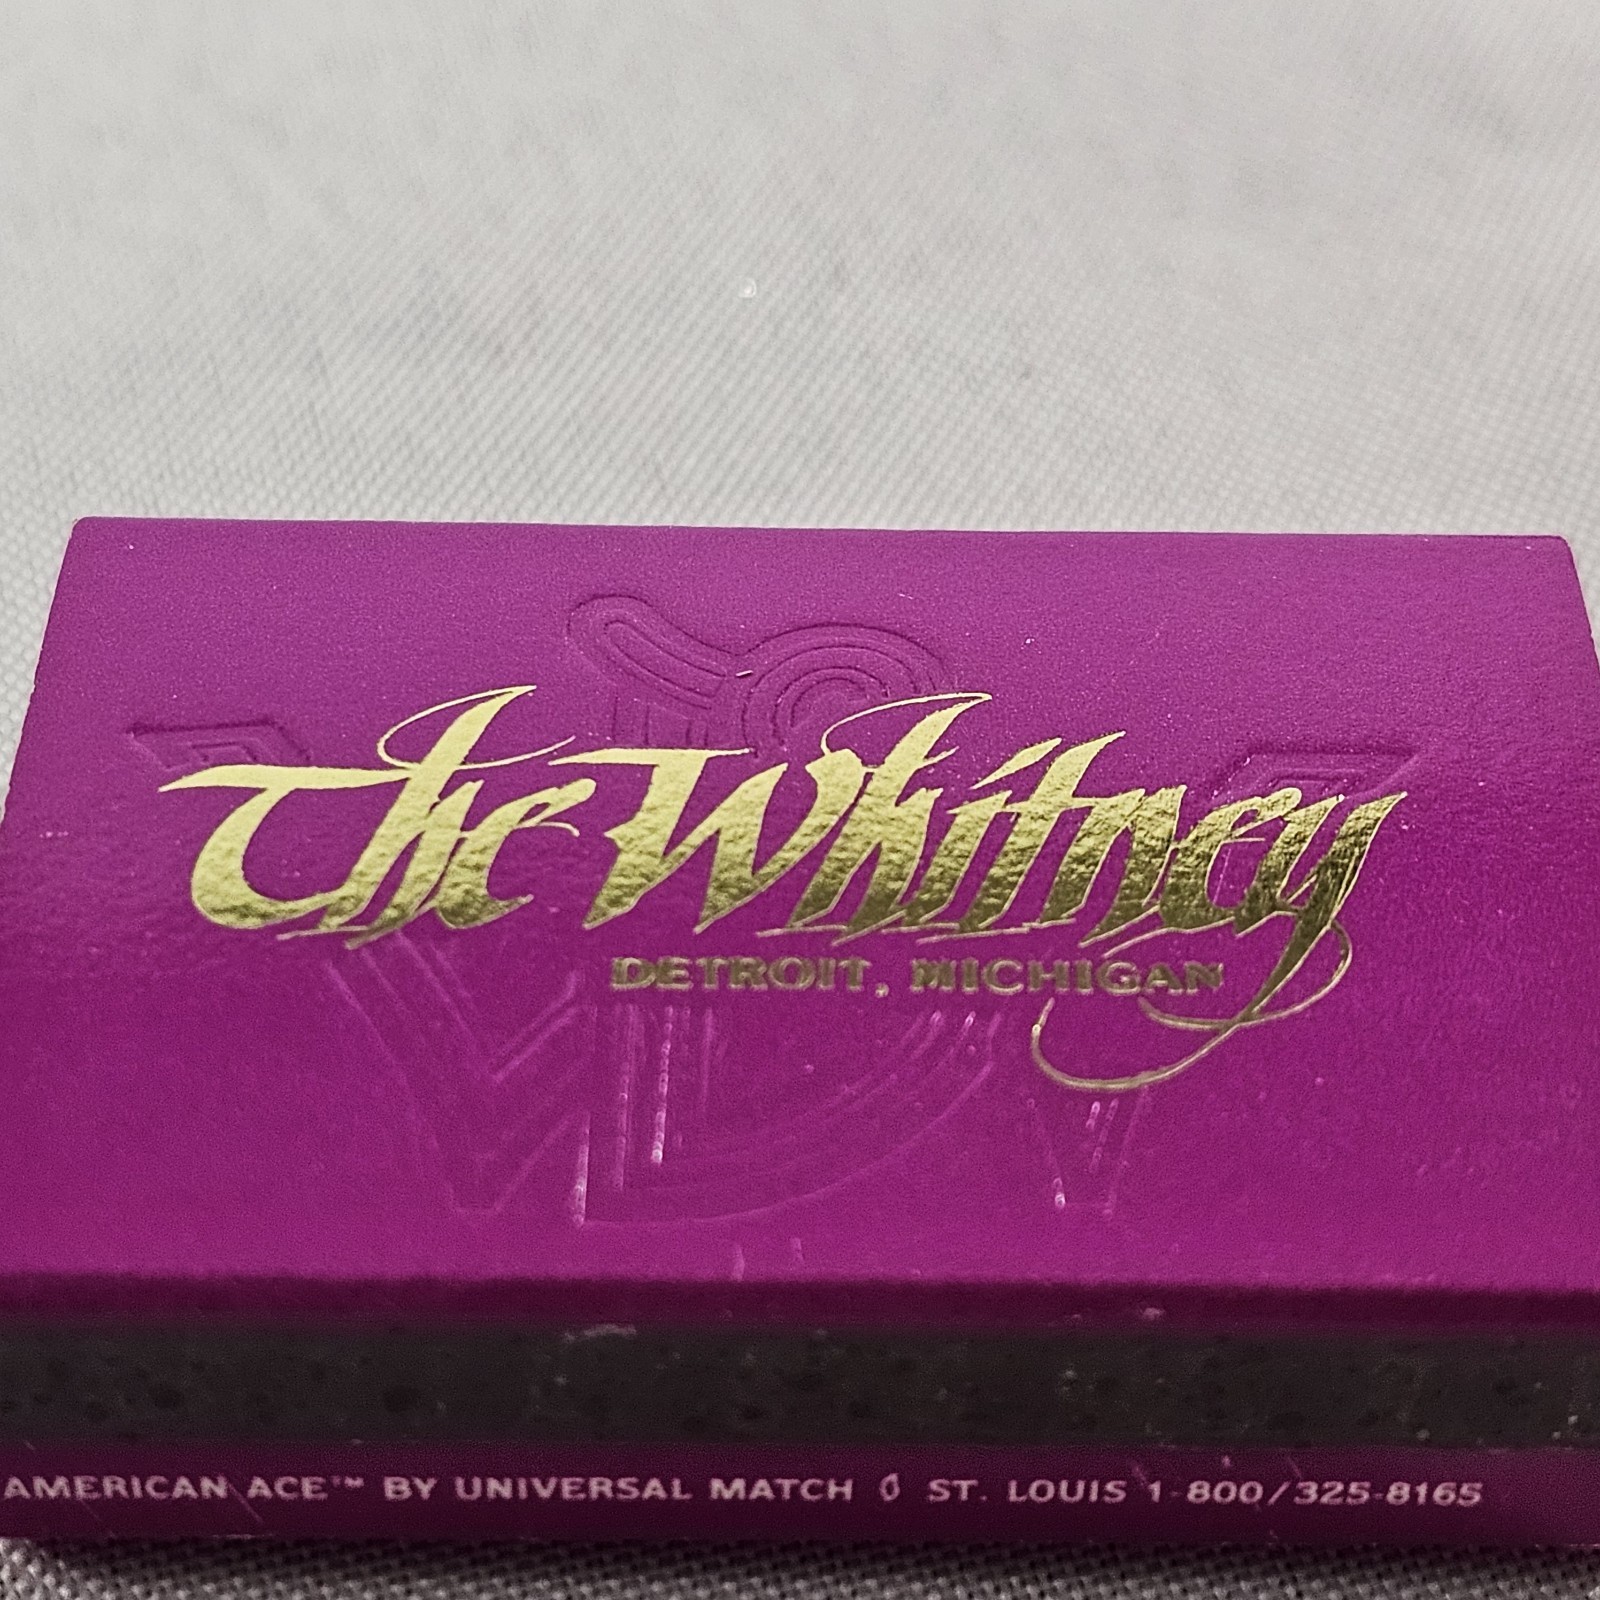 The Whitney
DETROIT, MICHIGAN
AMERICAN ACE™ BY UNIVERSAL MATCH ST. LOUIS 1-800/325-8165